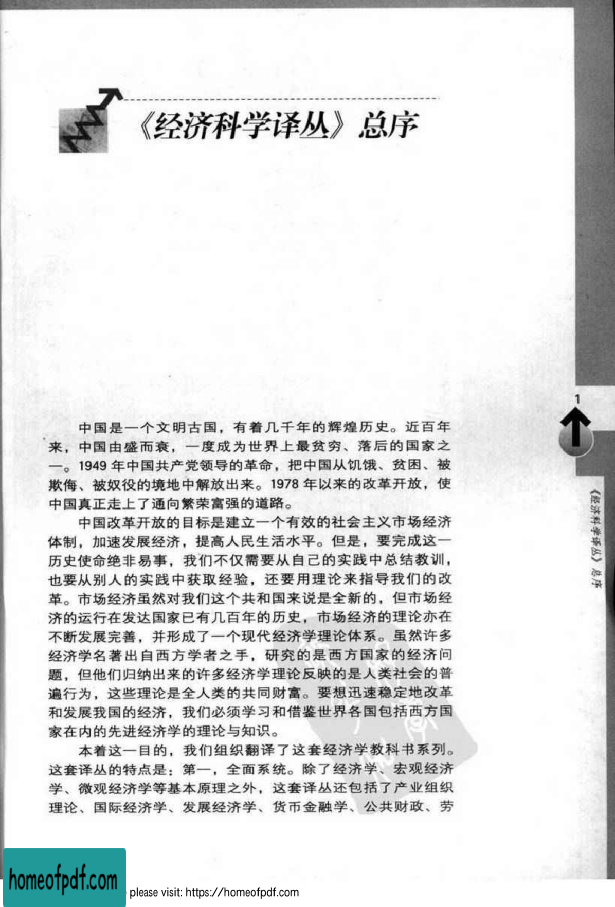 《经济科学译丛》总序
中国是一个文明古国，有着几千年的辉煌历史。近百年
来，中国由盛而衰，一度成为世界上最贫穷、落后的国家之
一。1949 年中国共产党领导的革命，把中国从饥饿、贫困、被
欺侮、被奴役的境地中解放出来。1978 年以来的改革开放，使
中国真正走上了通向繁荣富强的道路。
中国改革开放的目标是建立一个有效的社会主义市场经济
体制，加速发展经济，提高人民生活水平。但是，要完成这一
历史使命绝非易事，我们不仅需要从自己的实践中总结教训，
也要从别人的实践中获取经验，还要用理论来指导我们的改
革。市场经济虽然对我们这个共和国来说是全新的，但市场经
济的运行在发达国家已有几百年的历史，市场经济的理论亦在
不断发展完善，并形成了一个现代经济学理论体系。虽然许多
经济学名著出自西方学者之手，研究的是西方国家的经济问
题，但他们归纳出来的许多经济学理论反映的是人类社会的普
遍行为，这些理论是全人类的共同财富。要想迅速稳定地改革
和发展我国的经济，我们必须学习和借鉴世界各国包括西方国
家在内的先进经济学的理论与知识。
本着这一目的，我们组织翻译了这套经济学教科书系列。
这套译丛的特点是：第一，全面系统。除了经济学、宏观经济
学、微观经济学等基本原理之外，这套译丛还包括了产业组织
理论、国际经济学、发展经济学、货币金融学、公共财政、劳
1
《经济科学译丛》总序
homeofpdf.com
please visit: https://homeofpdf.com